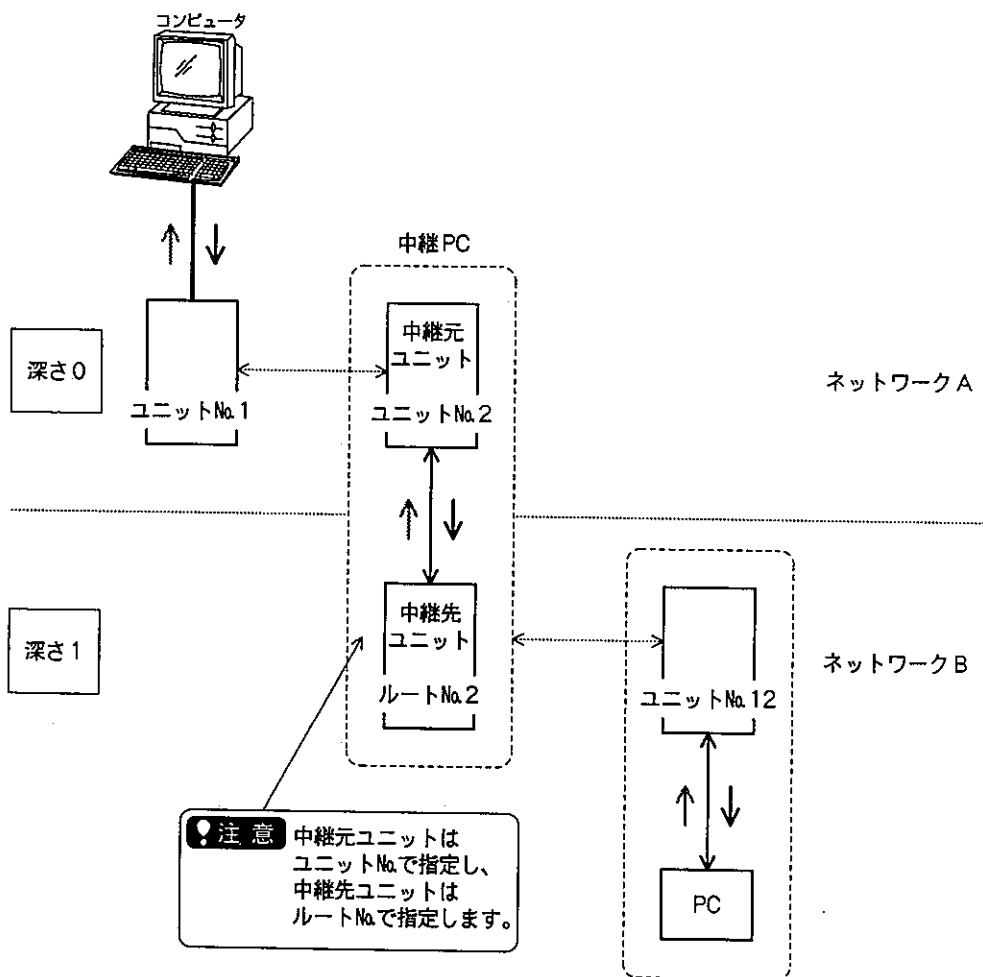 コンピュータ
中継PC
深さ0
中継元
ユニット
ユニット№1
ユニット№2
ネットワークA
深さ1
中継先
ユニット
ルート№2
ユニット№12
ネットワークB
注意
中継元ユニットは
ユニット№で指定し、
中継先ユニットは
ルート№で指定します。
PC